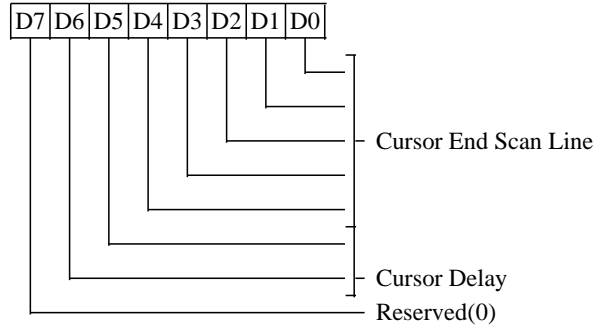 D7 D6 D5 D4 D3 D2 D1 D0
Cursor End Scan Line
Cursor Delay
Reserved(0)